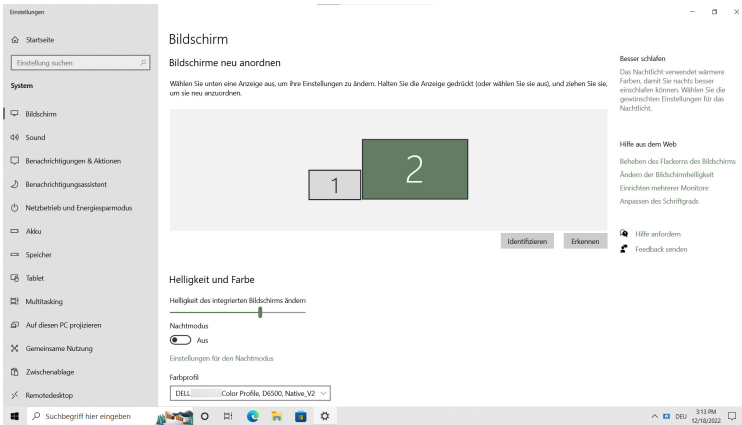 Einstellungen
Startseite
Einstellung suchen
System
Bildschirm
Sound
Benachrichtigungen & Aktionen
Benachrichtigungsassistent
Netzbetrieb und Energiesparmodus
Akku
Speicher
Tablet
Multitasking
Auf diesen PC projizieren
Gemeinsame Nutzung
Zwischenablage
Remotedesktop
Bildschirm
Bildschirme neu anordnen
Wählen Sie unten eine Anzeige aus, um ihre Einstellungen zu ändern. Halten Sie die Anzeige gedrückt (oder wählen Sie sie aus), und ziehen Sie sie,
um sie neu anzuordnen.
1
2
Identifizieren
Erkennen
Helligkeit und Farbe
Helligkeit des integrierten Bildschirms ändern
Nachtmodus
Aus
Einstellungen für den Nachtmodus
Farbprofil
DELL Color Profile, D6500, Native_V2
Besser schlafen
Das Nachtlicht verwendet wärmere
Farben, damit Sie nachts besser
einschlafen können. Wählen Sie die
gewünschten Einstellungen für das
Nachtlicht.
Hilfe aus dem Web
Beheben des Flackerns des Bildschirms
Ändern der Bildschirmhelligkeit
Einrichten mehrerer Monitore
Anpassen des Schriftgrads
Hilfe anfordern
Feedback senden
Suchbegriff hier eingeben
DEU
3:13 PM
12/18/2022